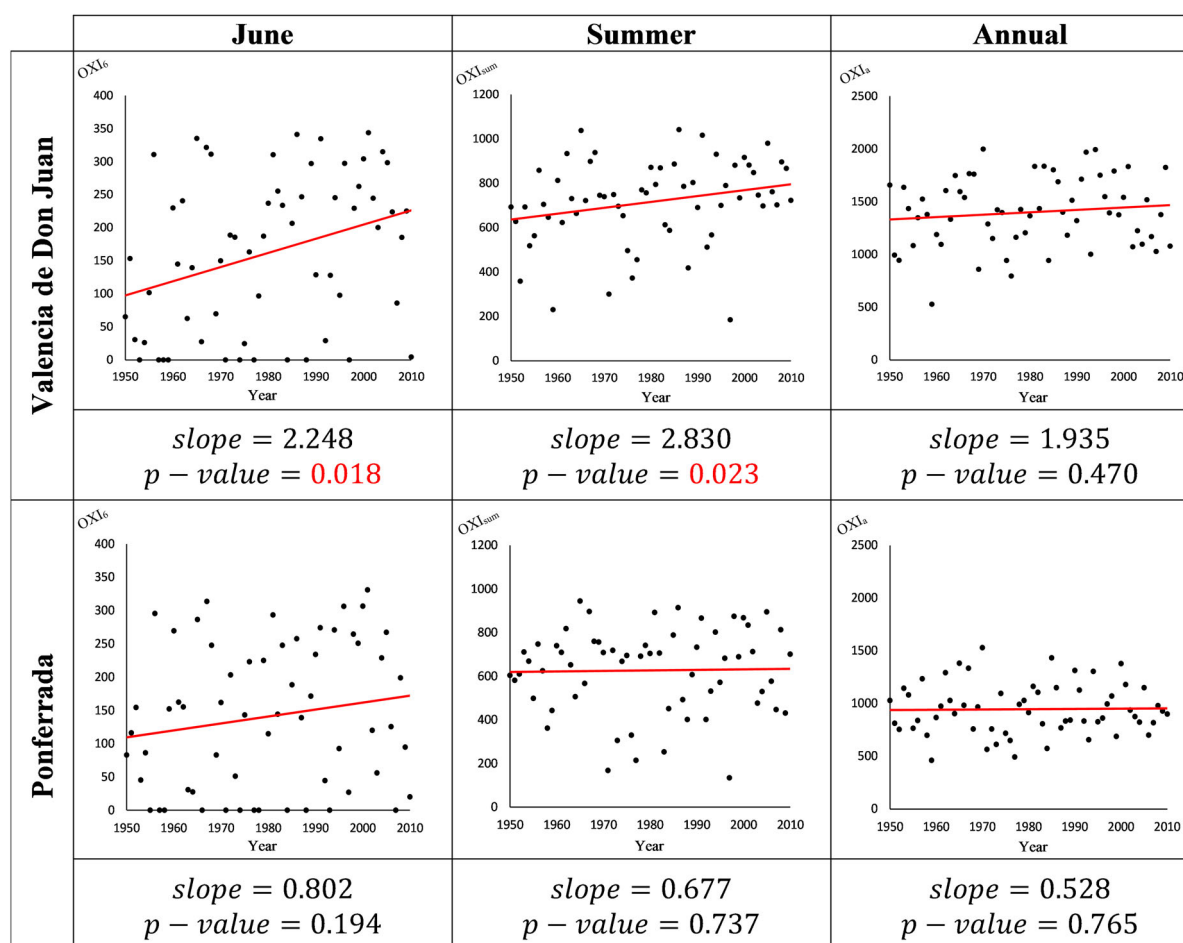 June Summer Annual
Valencia de Don Juan
OXI₆
400
350
300
250
200
150
100
50
0
1950 1960 1970 1980 1990 2000 2010
Year
OXIsum
1200
1000
800
600
400
200
0
1950 1960 1970 1980 1990 2000 2010
Year
OXIₐ
2500
2000
1500
1000
500
0
1950 1960 1970 1980 1990 2000 2010
Year
slope = 2.248
p − value = 0.018
slope = 2.830
p − value = 0.023
slope = 1.935
p − value = 0.470
Ponferrada
OXI₆
400
350
300
250
200
150
100
50
0
1950 1960 1970 1980 1990 2000 2010
Year
OXIsum
1200
1000
800
600
400
200
0
1950 1960 1970 1980 1990 2000 2010
Year
OXIₐ
2500
2000
1500
1000
500
0
1950 1960 1970 1980 1990 2000 2010
Year
slope = 0.802
p − value = 0.194
slope = 0.677
p − value = 0.737
slope = 0.528
p − value = 0.765